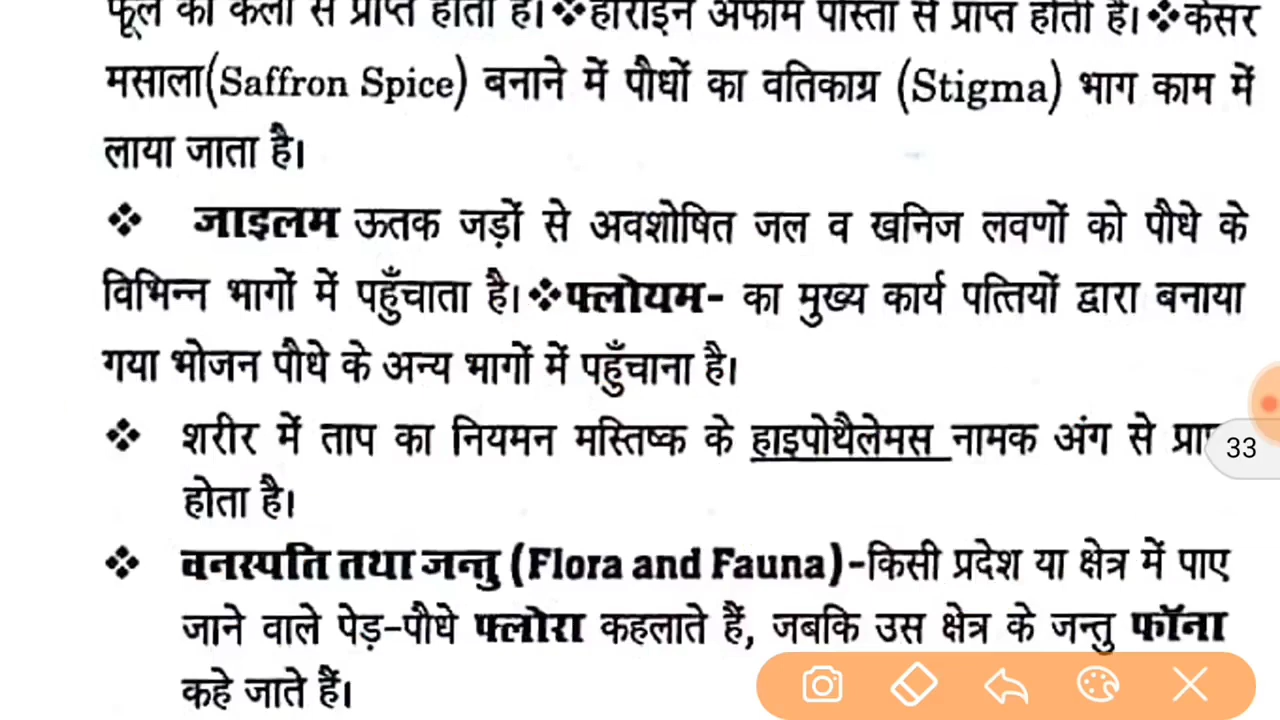 फूल की कली से प्राप्त होता है।❖हेरोइन अफीम पोस्ता से प्राप्त होती है।❖केसर
मसाला(Saffron Spice) बनाने में पौधों का वतिकाग्र (Stigma) भाग काम में
लाया जाता है।
❖ जाइलम ऊतक जड़ों से अवशोषित जल व खनिज लवणों को पौधे के
विभिन्न भागों में पहुँचाता है।❖फ्लोयम- का मुख्य कार्य पत्तियों द्वारा बनाया
गया भोजन पौधे के अन्य भागों में पहुँचाना है।
❖ शरीर में ताप का नियमन मस्तिष्क के हाइपोथैलेमस नामक अंग से
33
होता है।
❖ वनस्पति तथा जन्तु (Flora and Fauna)-किसी प्रदेश या क्षेत्र में पाए
जाने वाले पेड़-पौधे फ्लोरा कहलाते हैं, जबकि उस क्षेत्र के जन्तु फॉना
कहे जाते हैं।